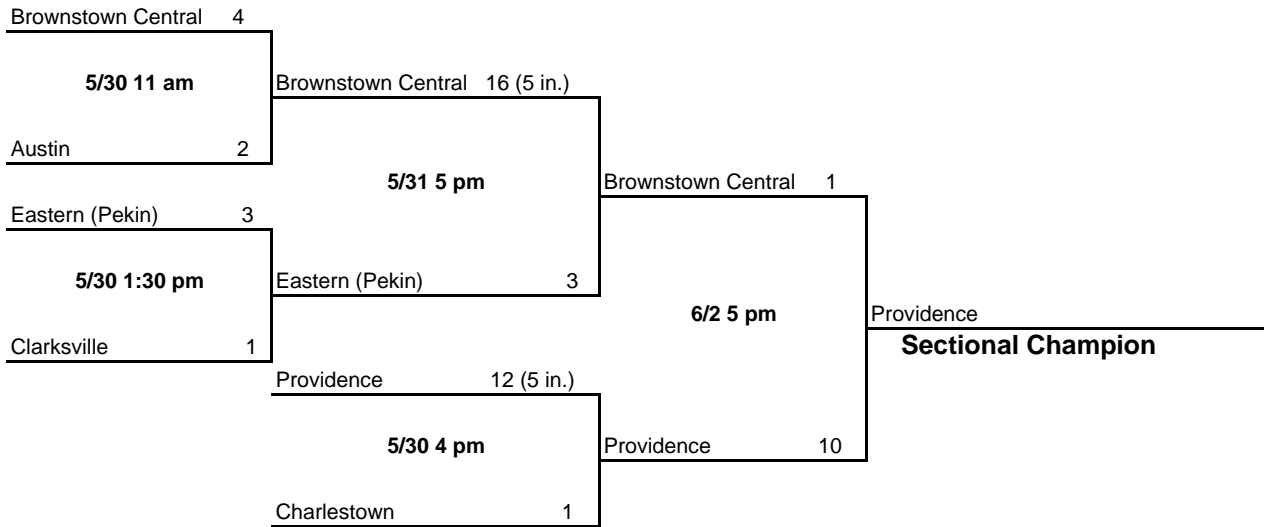 Brownstown Central 4
5/30 11 am
Brownstown Central 16 (5 in.)
Austin 2
5/31 5 pm
Brownstown Central 1
Eastern (Pekin) 3
5/30 1:30 pm
Eastern (Pekin) 3
6/2 5 pm
Providence
Clarksville 1
Sectional Champion
Providence 12 (5 in.)
5/30 4 pm
Providence 10
Charlestown 1